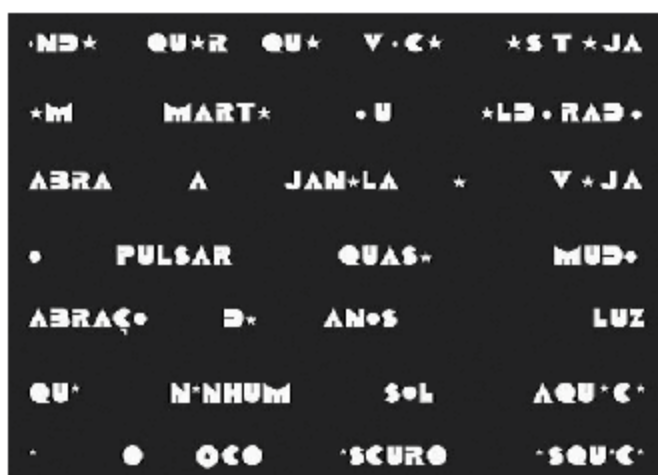 •ND★ QU★R QU★ V•C★ ★ST★JA
★M MART★ •U ★LD•RAD•
ABRA A JAN★LA ★ V★JA
• PULSAR QUAS★ MUD•
ABRAÇ• D★ AN•S LUZ
QU★ N★NHUM S•L AQU★C★
★ O OCO ★SCURO ★SQU★C★